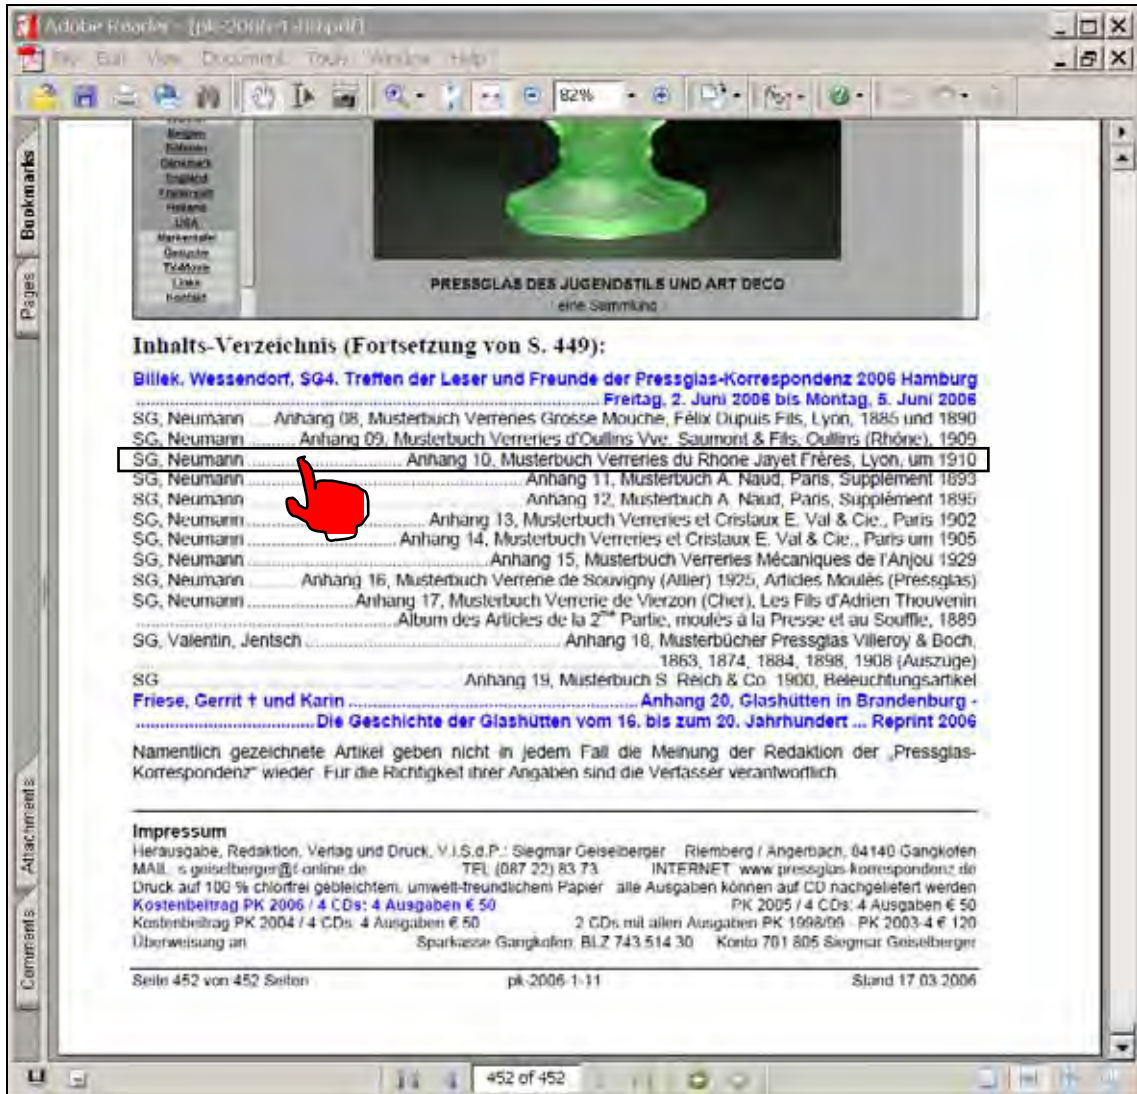 Adobe Reader - [pk-2006-1-00.pdf]
File Edit View Document Tools Window Help
82%
Bookmarks
Pages
Attachments
Comments
Belgien
Böhmen
Dänemark
England
Frankreich
Holland
USA
Markentafel
Gesuche
Links
Kontakt
PRESSGLAS DES JUGENDSTILS UND ART DECO
eine Sammlung
Inhalts-Verzeichnis (Fortsetzung von S. 449):
Billek, Wessendorf, SG4. Treffen der Leser und Freunde der Pressglas-Korrespondenz 2006 Hamburg
Freitag, 2. Juni 2006 bis Montag, 5. Juni 2006
SG, Neumann .... Anhang 08, Musterbuch Verreries Grosse Mouche, Félix Dupuis Fils, Lyon, 1885 und 1890
SG, Neumann ......... Anhang 09, Musterbuch Verreries d'Oullins Vve. Saumont & Fils, Oullins (Rhône), 1909
SG, Neumann ................................ Anhang 10, Musterbuch Verreries du Rhone Jayet Frères, Lyon, um 1910
SG, Neumann ................................ Anhang 11, Musterbuch A. Naud, Paris, Supplément 1893
SG, Neumann ................................ Anhang 12, Musterbuch A. Naud, Paris, Supplément 1895
SG, Neumann ................................ Anhang 13, Musterbuch Verreries et Cristaux E. Val & Cie., Paris 1902
SG, Neumann ............................ Anhang 14, Musterbuch Verreries et Cristaux E. Val & Cie., Paris um 1905
SG, Neumann ................................ Anhang 15, Musterbuch Verreries Mécaniques de l'Anjou 1929
SG, Neumann .......... Anhang 16, Musterbuch Verrerie de Souvigny (Allier) 1925, Articles Moulés (Pressglas)
SG, Neumann ...................... Anhang 17, Musterbuch Verrerie de Vierzon (Cher), Les Fils d'Adrien Thouvenin
................................ Album des Articles de la 2me Partie, moulés à la Presse et au Souffle, 1889
SG, Valentin, Jentsch ................................ Anhang 18, Musterbücher Pressglas Villeroy & Boch,
1863, 1874, 1884, 1898, 1908 (Auszüge)
SG ................................ Anhang 19, Musterbuch S. Reich & Co. 1900, Beleuchtungsartikel
Friese, Gerrit † und Karin ................................ Anhang 20, Glashütten in Brandenburg -
................................ Die Geschichte der Glashütten vom 16. bis zum 20. Jahrhundert ... Reprint 2006
Namentlich gezeichnete Artikel geben nicht in jedem Fall die Meinung der Redaktion der „Pressglas-
Korrespondenz" wieder. Für die Richtigkeit ihrer Angaben sind die Verfasser verantwortlich.
Impressum
Herausgabe, Redaktion, Verlag und Druck, V.i.S.d.P.: Siegmar Geiselberger Riemberg / Angerbach, 84140 Gangkofen
MAIL s.geiselberger@t-online.de TEL (087 22) 83 73 INTERNET www.pressglas-korrespondenz.de
Druck auf 100 % chlorfrei gebleichtem, umwelt-freundlichem Papier alle Ausgaben können auf CD nachgeliefert werden
Kostenbeitrag PK 2006 / 4 CDs: 4 Ausgaben € 50 PK 2005 / 4 CDs: 4 Ausgaben € 50
Kostenbeitrag PK 2004 / 4 CDs: 4 Ausgaben € 50 2 CDs mit allen Ausgaben PK 1998/99 - PK 2003-4 € 120
Überweisung an Sparkasse Gangkofen, BLZ 743 514 30 Konto 701 805 Siegmar Geiselberger
Seite 452 von 452 Seiten pk-2006-1-11 Stand 17.03.2006
452 of 452